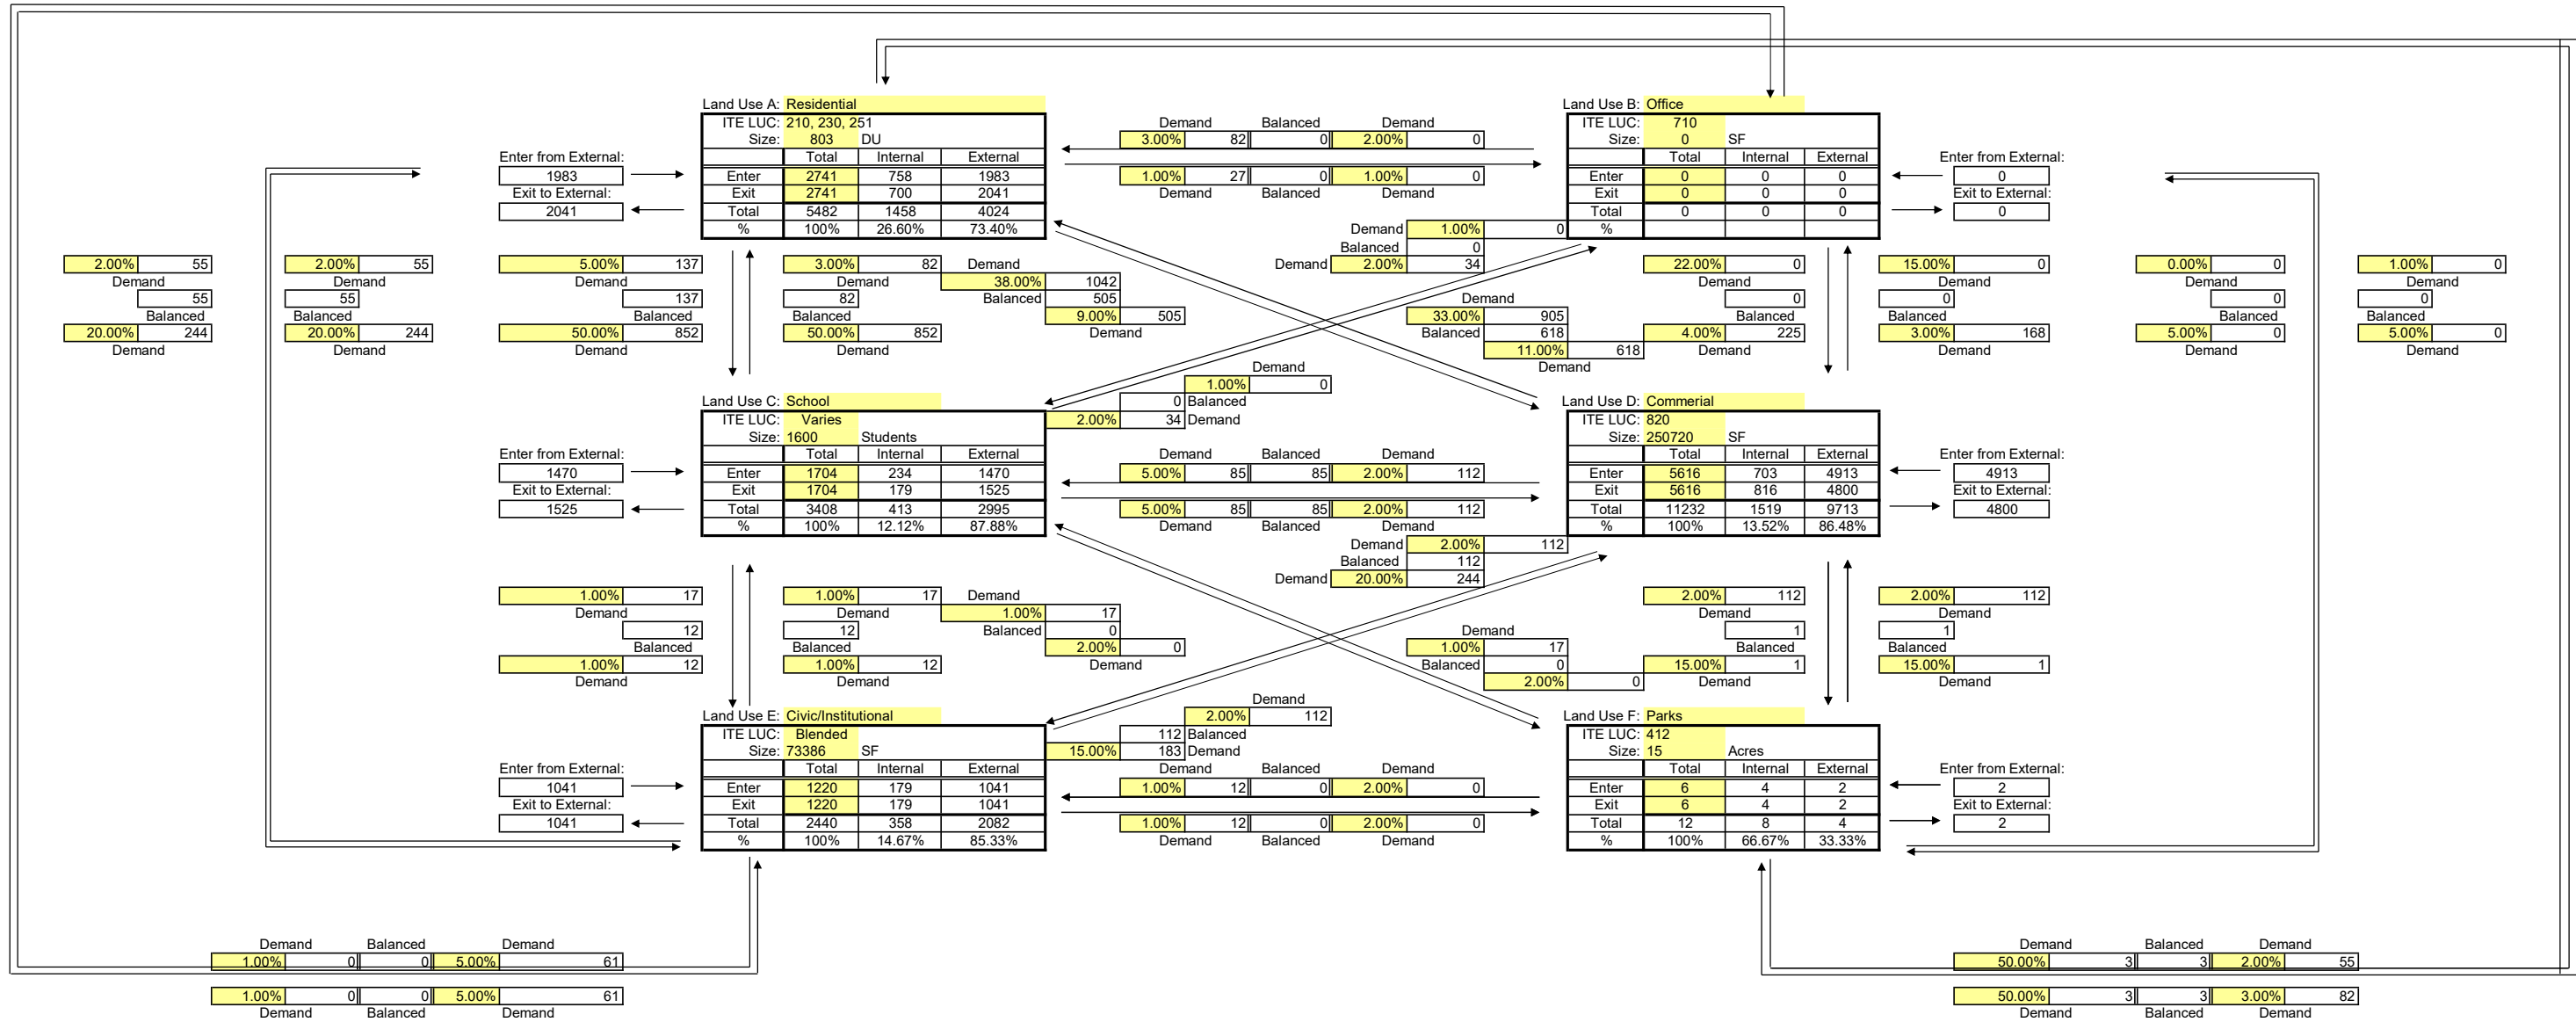 Land Use A: Residential
ITE LUC: 210, 230, 251
Size: 803 DU
Total Internal External
Enter 2741 758 1983
Exit 2741 700 2041
Total 5482 1458 4024
% 100% 26.60% 73.40%
Enter from External:
1983
Exit to External:
2041
Demand Balanced Demand
3.00% 82 0 2.00% 0
1.00% 27 0 1.00% 0
Demand Balanced Demand
Land Use B: Office
ITE LUC: 710
Size: 0 SF
Total Internal External
Enter 0 0 0
Exit 0 0 0
Total 0 0 0
%
Enter from External:
0
Exit to External:
0
Demand 1.00% 0
Balanced 0
Demand 2.00% 34
2.00% 55
Demand
55
Balanced
20.00% 244
Demand
2.00% 55
Demand
55
Balanced
20.00% 244
Demand
5.00% 137
Demand
137
Balanced
50.00% 852
Demand
3.00% 82
Demand
82
Balanced
50.00% 852
Demand
Demand
38.00% 1042
Balanced 505
9.00% 505
Demand
Demand
33.00% 905
Balanced 618
11.00% 618
Demand
22.00% 0
Demand
0
Balanced
4.00% 225
Demand
15.00% 0
Demand
0
Balanced
3.00% 168
Demand
0.00% 0
Demand
0
Balanced
5.00% 0
Demand
1.00% 0
Demand
0
Balanced
5.00% 0
Demand
Demand
1.00% 0
0 Balanced
2.00% 34 Demand
Land Use C: School
ITE LUC: Varies
Size: 1600 Students
Total Internal External
Enter 1704 234 1470
Exit 1704 179 1525
Total 3408 413 2995
% 100% 12.12% 87.88%
Enter from External:
1470
Exit to External:
1525
Demand Balanced Demand
5.00% 85 85 2.00% 112
5.00% 85 85 2.00% 112
Demand Balanced Demand
Land Use D: Commerial
ITE LUC: 820
Size: 250720 SF
Total Internal External
Enter 5616 703 4913
Exit 5616 816 4800
Total 11232 1519 9713
% 100% 13.52% 86.48%
Enter from External:
4913
Exit to External:
4800
Demand 2.00% 112
Balanced 112
Demand 20.00% 244
1.00% 17
Demand
12
Balanced
1.00% 12
Demand
1.00% 17
Demand
12
Balanced
1.00% 12
Demand
Demand
1.00% 17
Balanced 0
2.00% 0
Demand
Demand
1.00% 17
Balanced 0
2.00% 0
2.00% 112
Demand
1
Balanced
15.00% 1
Demand
2.00% 112
Demand
1
Balanced
15.00% 1
Demand
Demand
2.00% 112
112 Balanced
15.00% 183 Demand
Land Use E: Civic/Institutional
ITE LUC: Blended
Size: 73386 SF
Total Internal External
Enter 1220 179 1041
Exit 1220 179 1041
Total 2440 358 2082
% 100% 14.67% 85.33%
Enter from External:
1041
Exit to External:
1041
Demand Balanced Demand
1.00% 12 0 2.00% 0
1.00% 12 0 2.00% 0
Demand Balanced Demand
Land Use F: Parks
ITE LUC: 412
Size: 15 Acres
Total Internal External
Enter 6 4 2
Exit 6 4 2
Total 12 8 4
% 100% 66.67% 33.33%
Enter from External:
2
Exit to External:
2
Demand Balanced Demand
1.00% 0 0 5.00% 61
1.00% 0 0 5.00% 61
Demand Balanced Demand
Demand Balanced Demand
50.00% 3 3 2.00% 55
50.00% 3 3 3.00% 82
Demand Balanced Demand